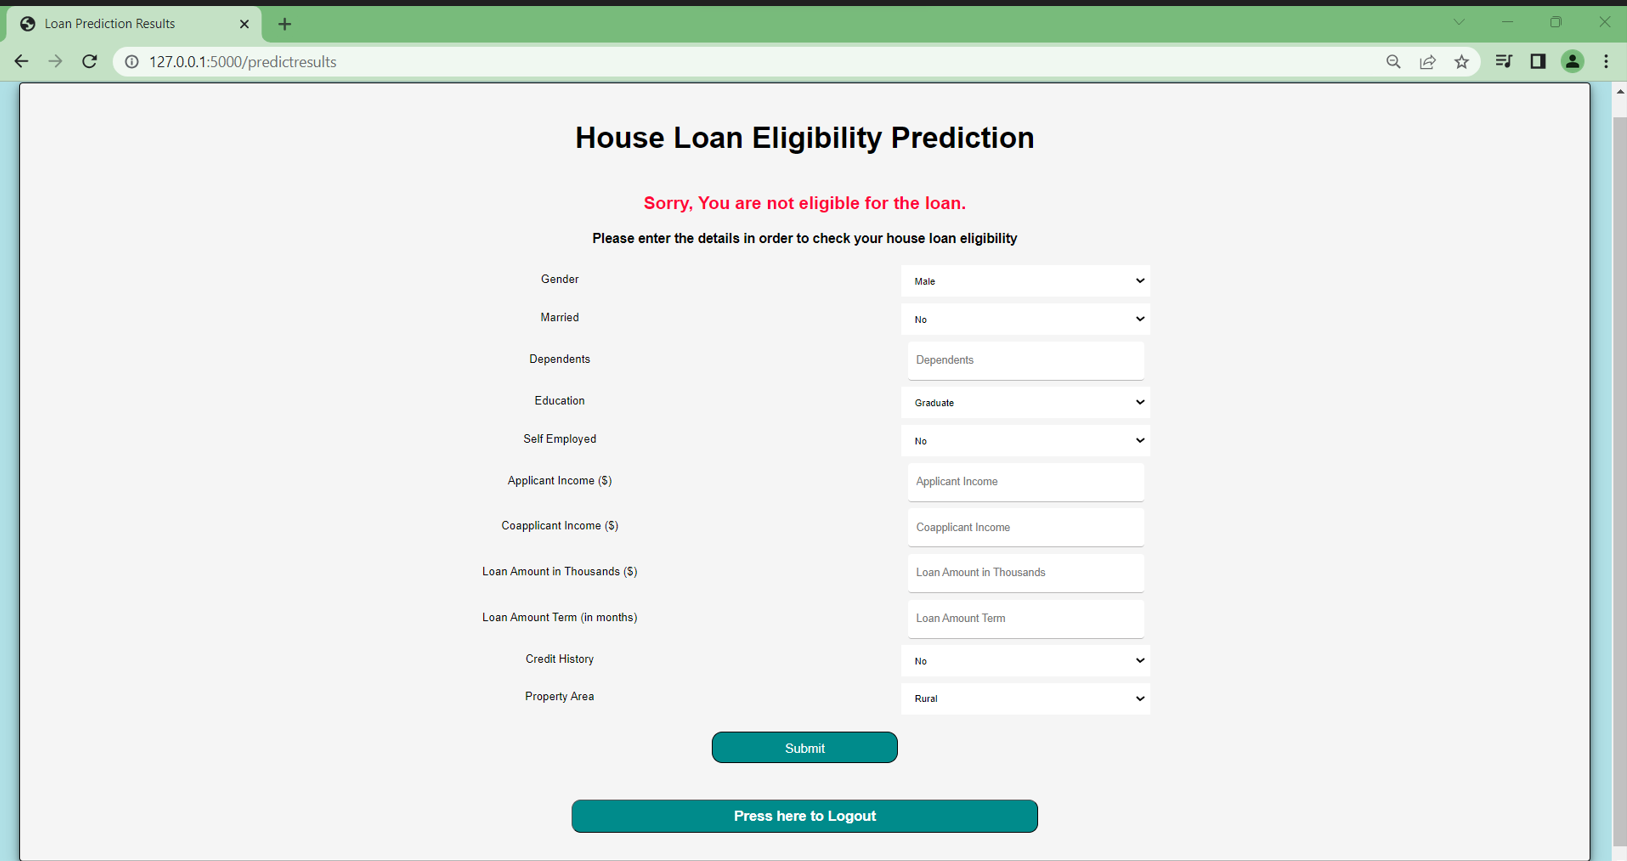 Loan Prediction Results
127.0.0.1:5000/predictresults
House Loan Eligibility Prediction
Sorry, You are not eligible for the loan.
Please enter the details in order to check your house loan eligibility
Gender Male
Married No
Dependents Dependents
Education Graduate
Self Employed No
Applicant Income ($) Applicant Income
Coapplicant Income ($) Coapplicant Income
Loan Amount in Thousands ($) Loan Amount in Thousands
Loan Amount Term (in months) Loan Amount Term
Credit History No
Property Area Rural
Submit
Press here to Logout